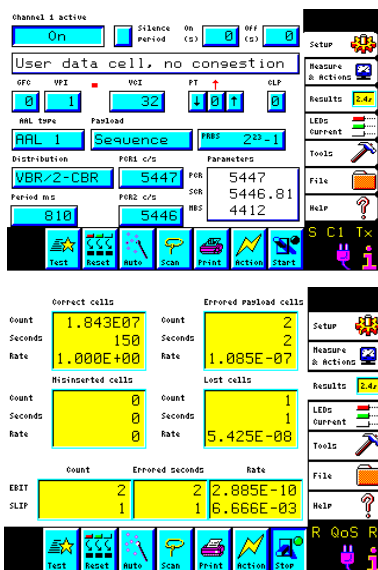 Channel 1 active
On
Silence Period
On (s) 0
Off (s) 0
User data cell, no congestion
GFC VPI VCI PT CLP
0 1 32 0 0
AAL type Payload
AAL 1 Sequence PRBS 2²³-1
Distribution PCR1 c/s Parameters
VBR/2-CBR 5447 PCR 5447
SCR 5446.81
Period ms PCR2 c/s MBS 4412
810 5446
Test Reset Auto Scan Print Action Start
Setup
Measure & Actions
Results 2.4r
LEDs Current
Tools
File
Help
S C1 Tx
Correct cells Errored payload cells
Count 1.843E07 Count 2
Seconds 150 Seconds 2
Rate 1.000E+00 Rate 1.085E-07
Misinserted cells Lost cells
Count 0 Count 1
Seconds 0 Seconds 1
Rate 0 Rate 5.425E-08
Count Errored seconds Rate
EBIT 2 2 2.885E-10
SLIP 1 1 6.666E-03
Test Reset Auto Scan Print Action Stop
Setup
Measure & Actions
Results 2.4r
LEDs Current
Tools
File
Help
R QoS R